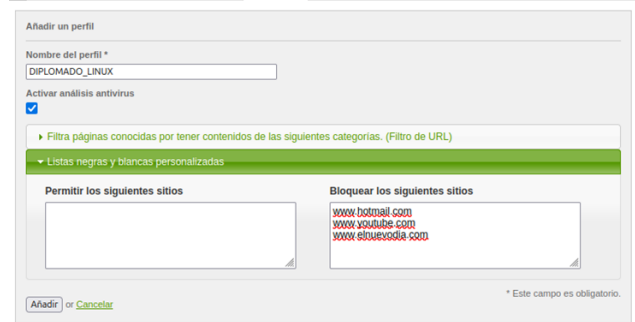 Añadir un perfil
Nombre del perfil *
DIPLOMADO_LINUX
Activar análisis antivirus
Filtra páginas conocidas por tener contenidos de las siguientes categorías. (Filtro de URL)
Listas negras y blancas personalizadas
Permitir los siguientes sitios
Bloquear los siguientes sitios
www.hotmail.com
www.youtube.com
www.elnuevodia.com
* Este campo es obligatorio.
Añadir or Cancelar